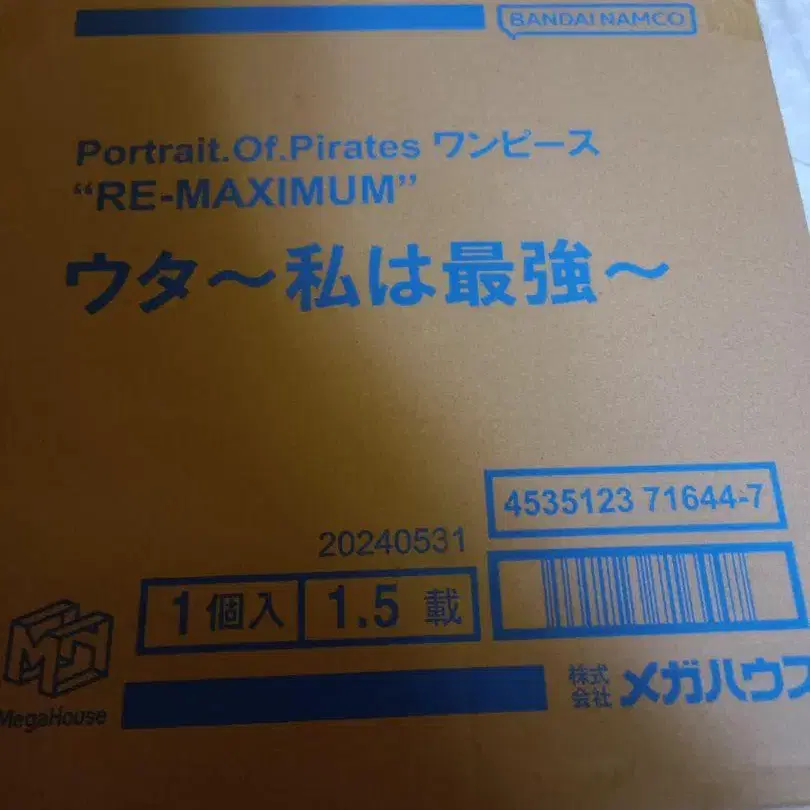 BANDAI NAMCO
Portrait.Of.Pirates ワンピース
“RE-MAXIMUM”
ウタ～私は最強～
4535123 71644-7
20240531
1個入 1.5 載
MegaHouse
株式会社 メガハウス